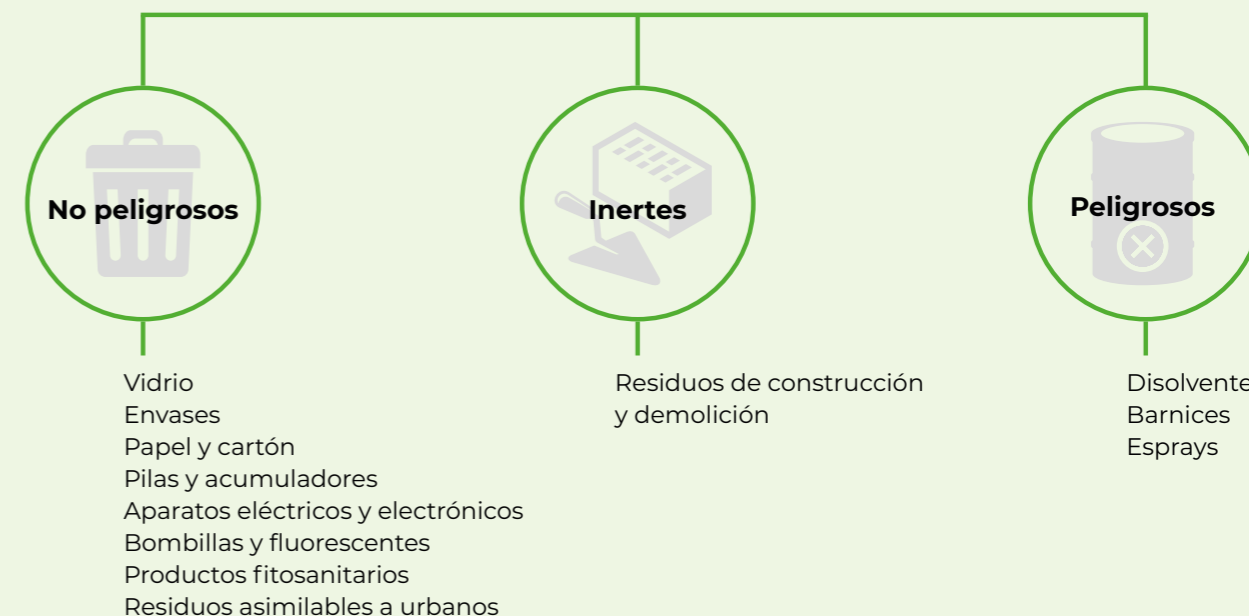 No peligrosos
Vidrio
Envases
Papel y cartón
Pilas y acumuladores
Aparatos eléctricos y electrónicos
Bombillas y fluorescentes
Productos fitosanitarios
Residuos asimilables a urbanos
Inertes
Residuos de construcción
y demolición
Peligrosos
Disolvente
Barnices
Esprays